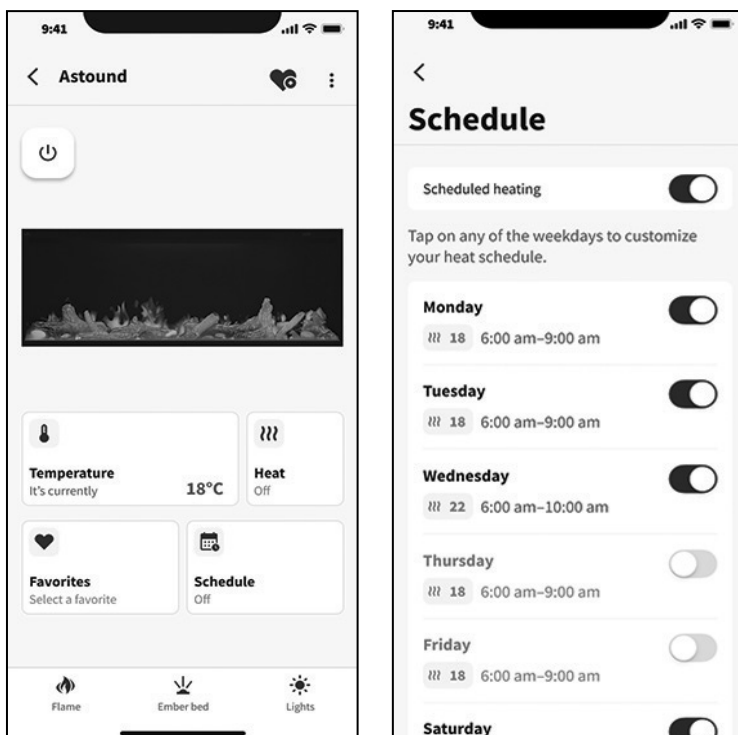 9:41
Astound
Temperature
It's currently
18°C
Heat
Off
Favorites
Select a favorite
Schedule
Off
Flame
Ember bed
Lights
9:41
Schedule
Scheduled heating
Tap on any of the weekdays to customize
your heat schedule.
Monday
18 6:00 am–9:00 am
Tuesday
18 6:00 am–9:00 am
Wednesday
22 6:00 am–10:00 am
Thursday
18 6:00 am–9:00 am
Friday
18 6:00 am–9:00 am
Saturday